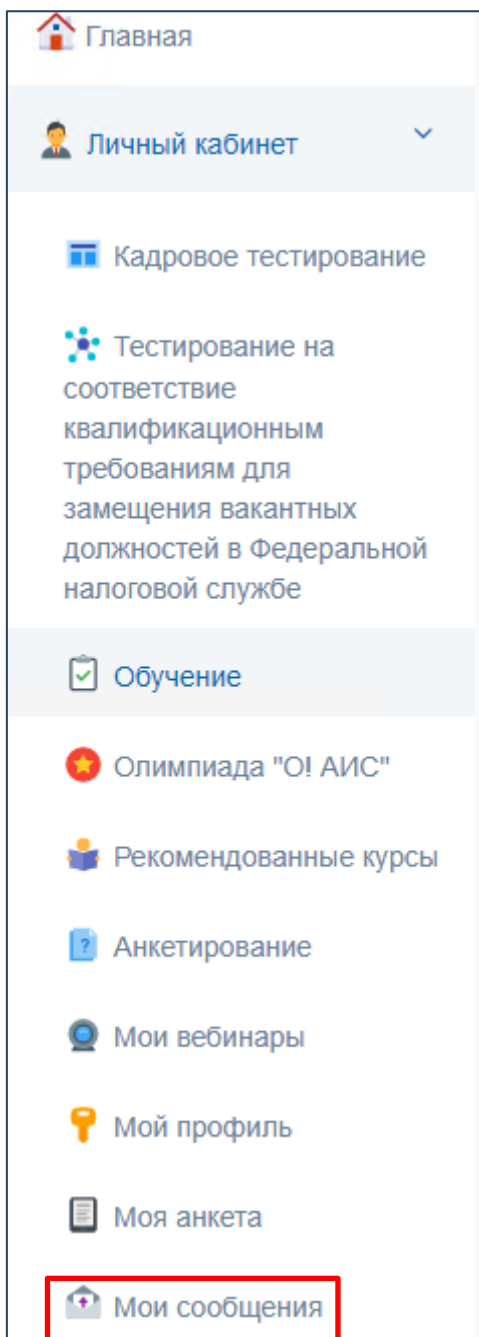 Главная
Личный кабинет
Кадровое тестирование
Тестирование на
соответствие
квалификационным
требованиям для
замещения вакантных
должностей в Федеральной
налоговой службе
Обучение
Олимпиада "О! АИС"
Рекомендованные курсы
?
Анкетирование
Мои вебинары
Мой профиль
Моя анкета
Мои сообщения